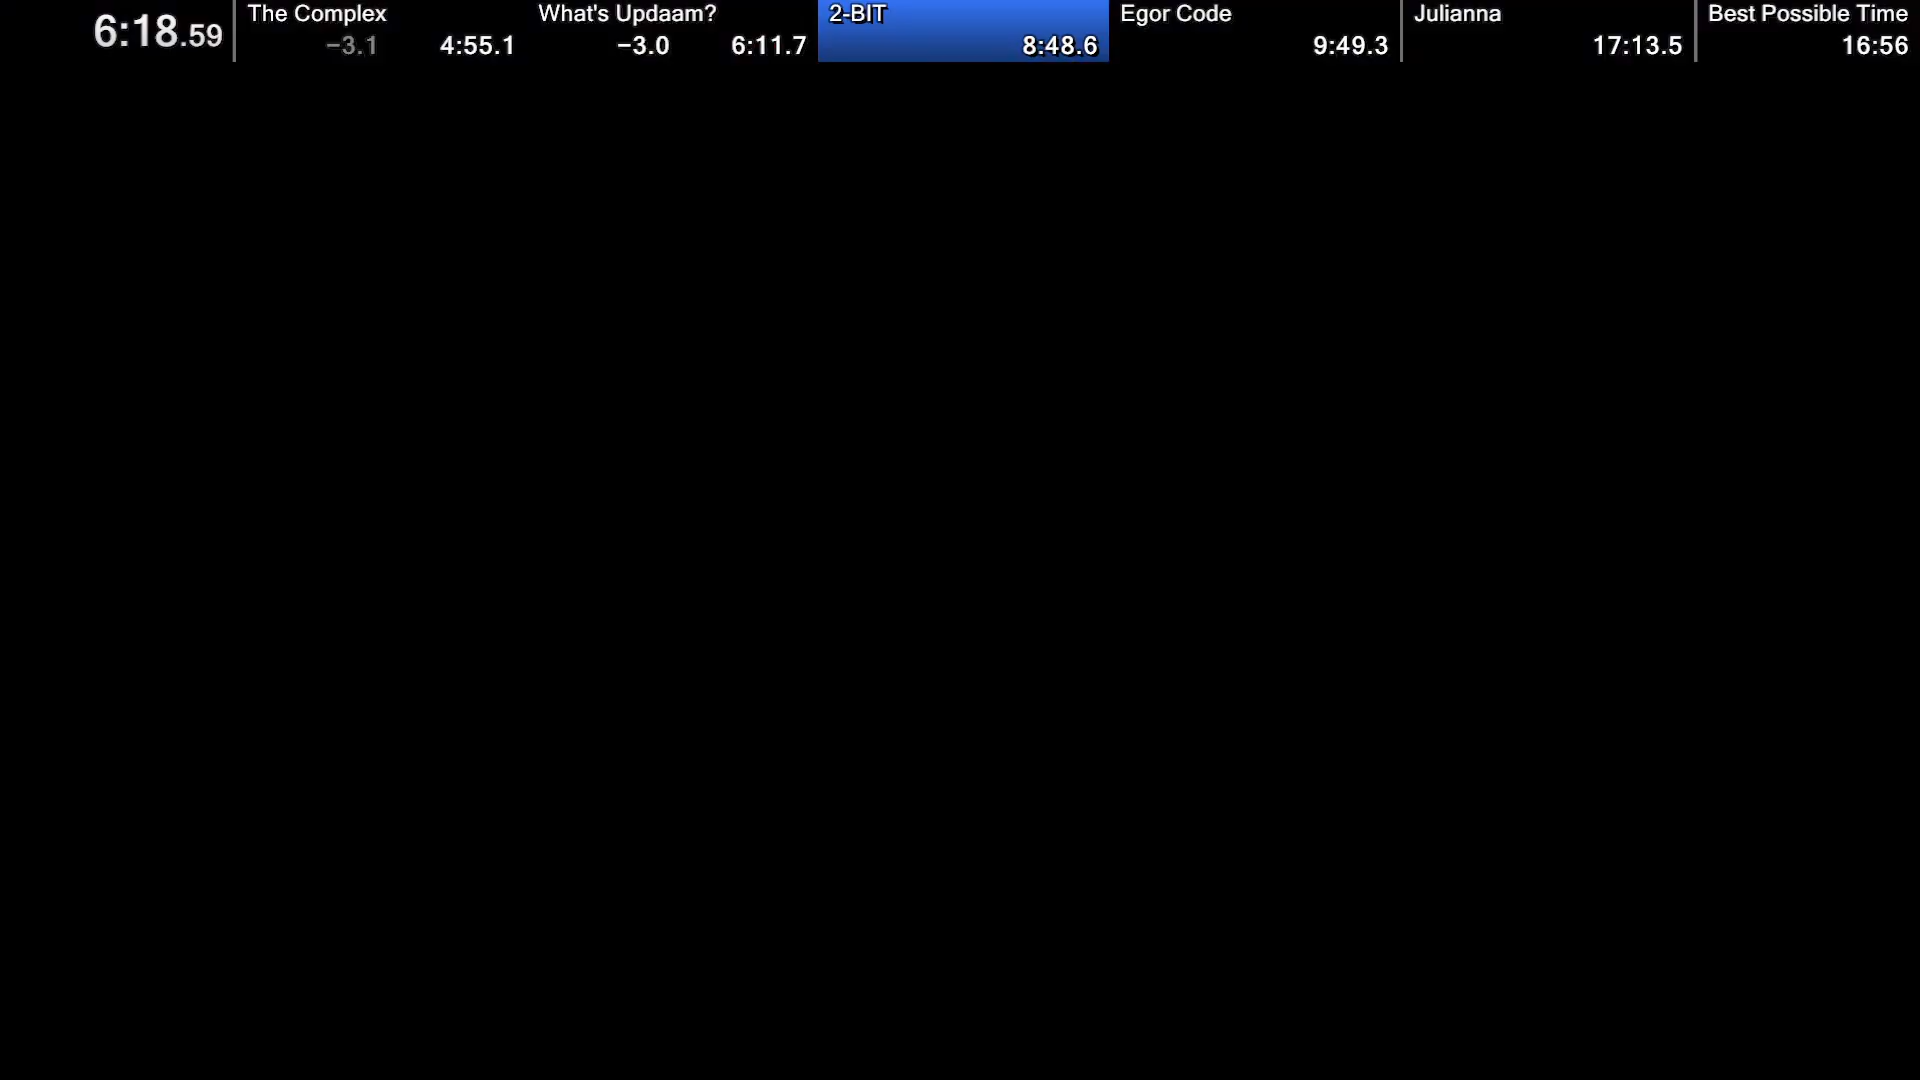 6:18.59
The Complex
−3.1 4:55.1
What's Updaam?
−3.0 6:11.7
2-BIT
8:48.6
Egor Code
9:49.3
Julianna
17:13.5
Best Possible Time
16:56